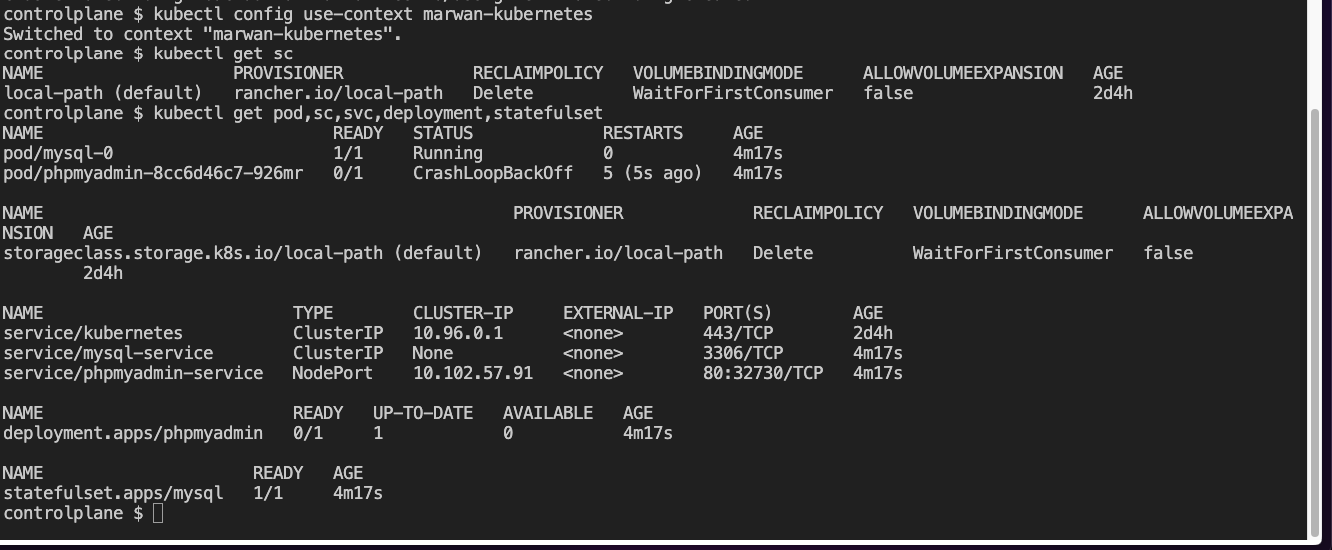 controlplane $ kubectl config use-context marwan-kubernetes
Switched to context "marwan-kubernetes".
controlplane $ kubectl get sc
NAME                   PROVISIONER             RECLAIMPOLICY   VOLUMEBINDINGMODE      ALLOWVOLUMEEXPANSION   AGE
local-path (default)   rancher.io/local-path   Delete          WaitForFirstConsumer   false                  2d4h
controlplane $ kubectl get pod,sc,svc,deployment,statefulset
NAME                             READY   STATUS             RESTARTS     AGE
pod/mysql-0                      1/1     Running            0            4m17s
pod/phpmyadmin-8cc6d46c7-926mr   0/1     CrashLoopBackOff   5 (5s ago)   4m17s
NAME                                               PROVISIONER             RECLAIMPOLICY   VOLUMEBINDINGMODE      ALLOWVOLUMEEXPA
NSION   AGE
storageclass.storage.k8s.io/local-path (default)   rancher.io/local-path   Delete          WaitForFirstConsumer   false
        2d4h
NAME                         TYPE        CLUSTER-IP     EXTERNAL-IP   PORT(S)        AGE
service/kubernetes           ClusterIP   10.96.0.1      <none>        443/TCP        2d4h
service/mysql-service        ClusterIP   None           <none>        3306/TCP       4m17s
service/phpmyadmin-service   NodePort    10.102.57.91   <none>        80:32730/TCP   4m17s
NAME                         READY   UP-TO-DATE   AVAILABLE   AGE
deployment.apps/phpmyadmin   0/1     1            0           4m17s
NAME                     READY   AGE
statefulset.apps/mysql   1/1     4m17s
controlplane $